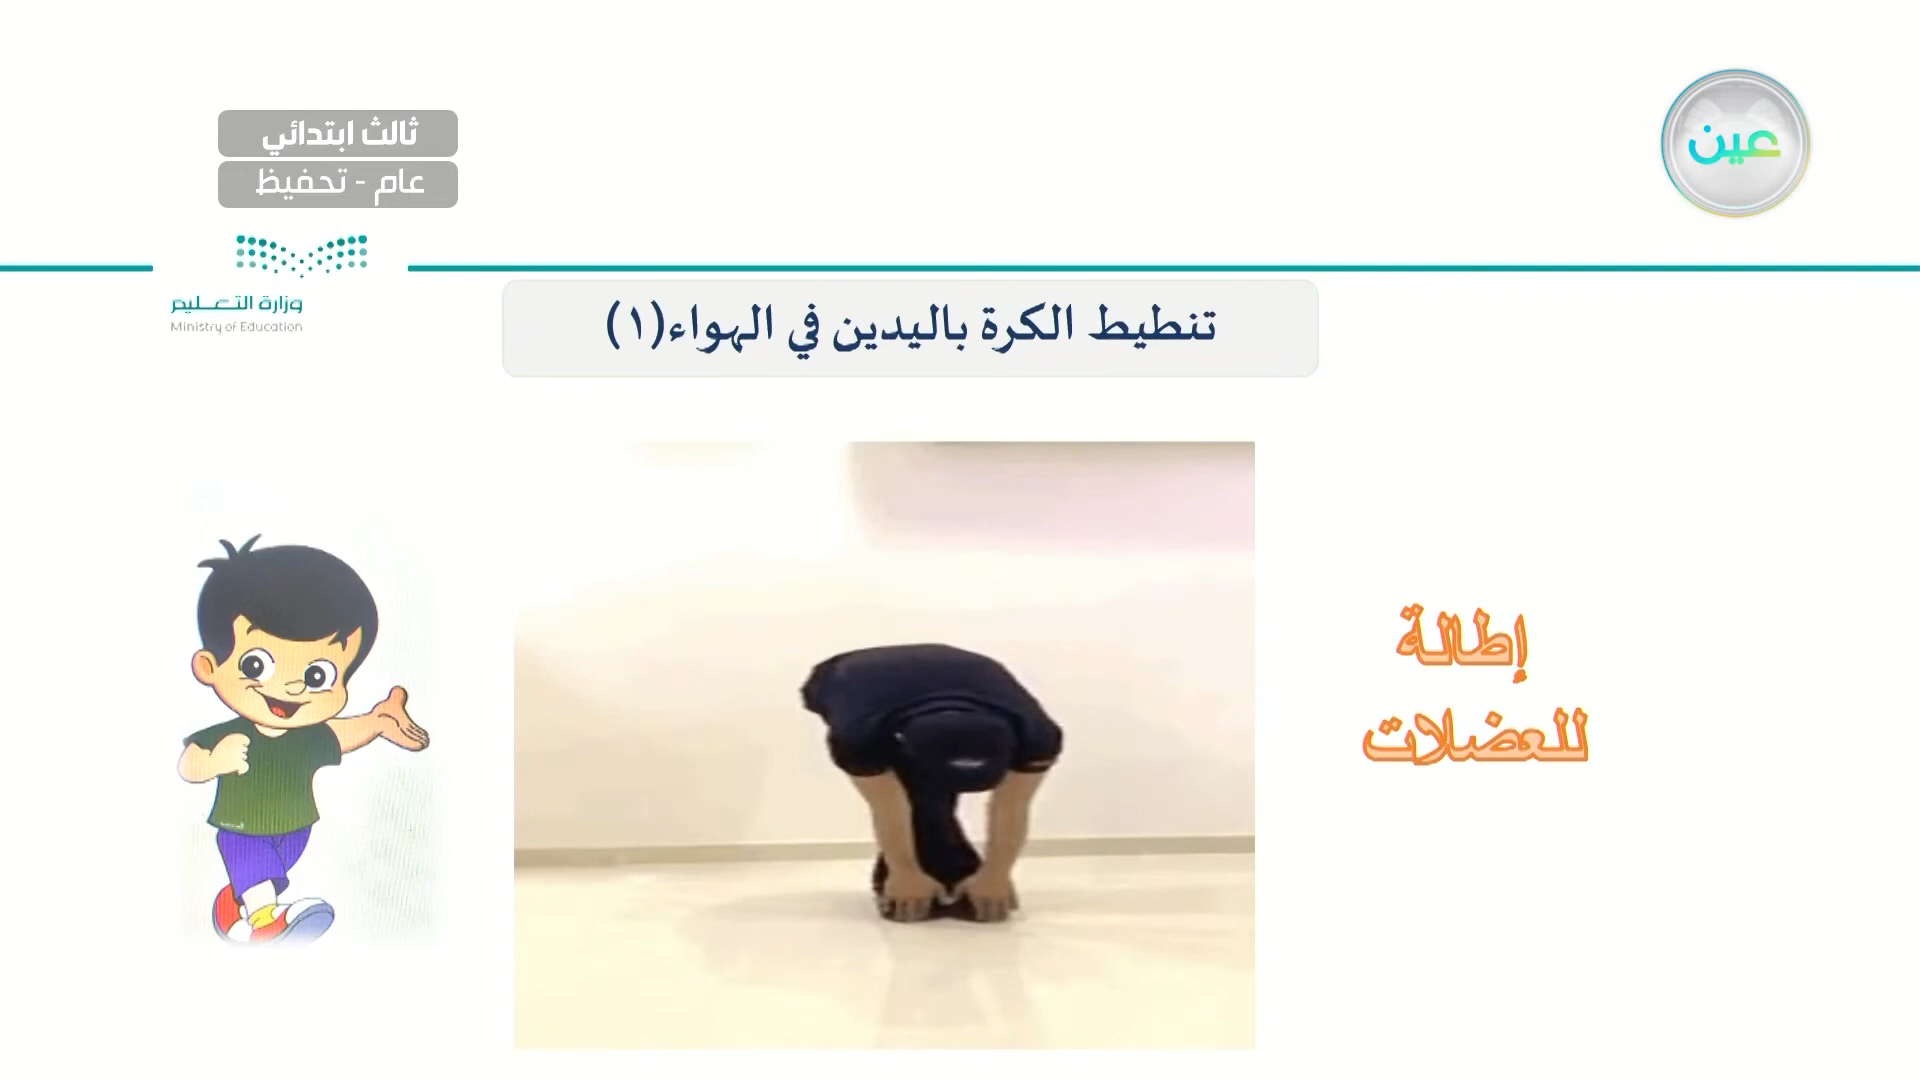 ثالث ابتدائي
عام - تحفيظ
عين
وزارة التعليم
Ministry of Education
تنطيط الكرة باليدين في الهواء(١)
إطالة
للعضلات